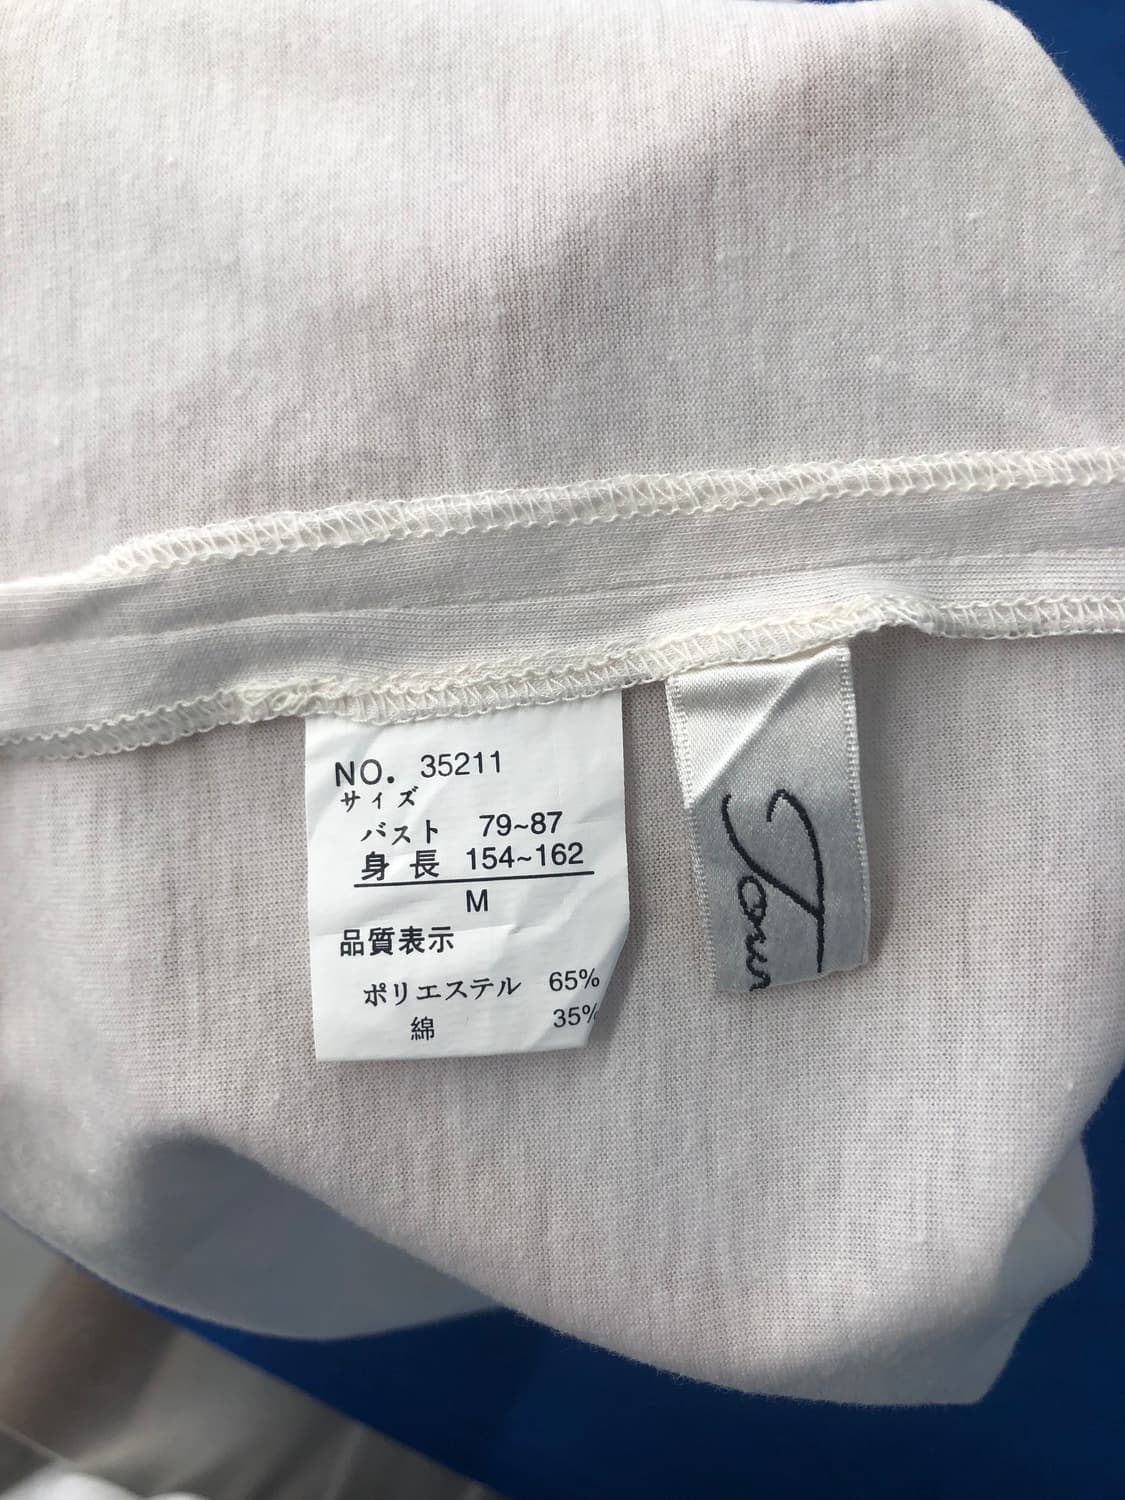 NO. 35211
サイズ
バスト 79~87
身長 154~162
M
品質表示
ポリエステル 65%
綿 35%